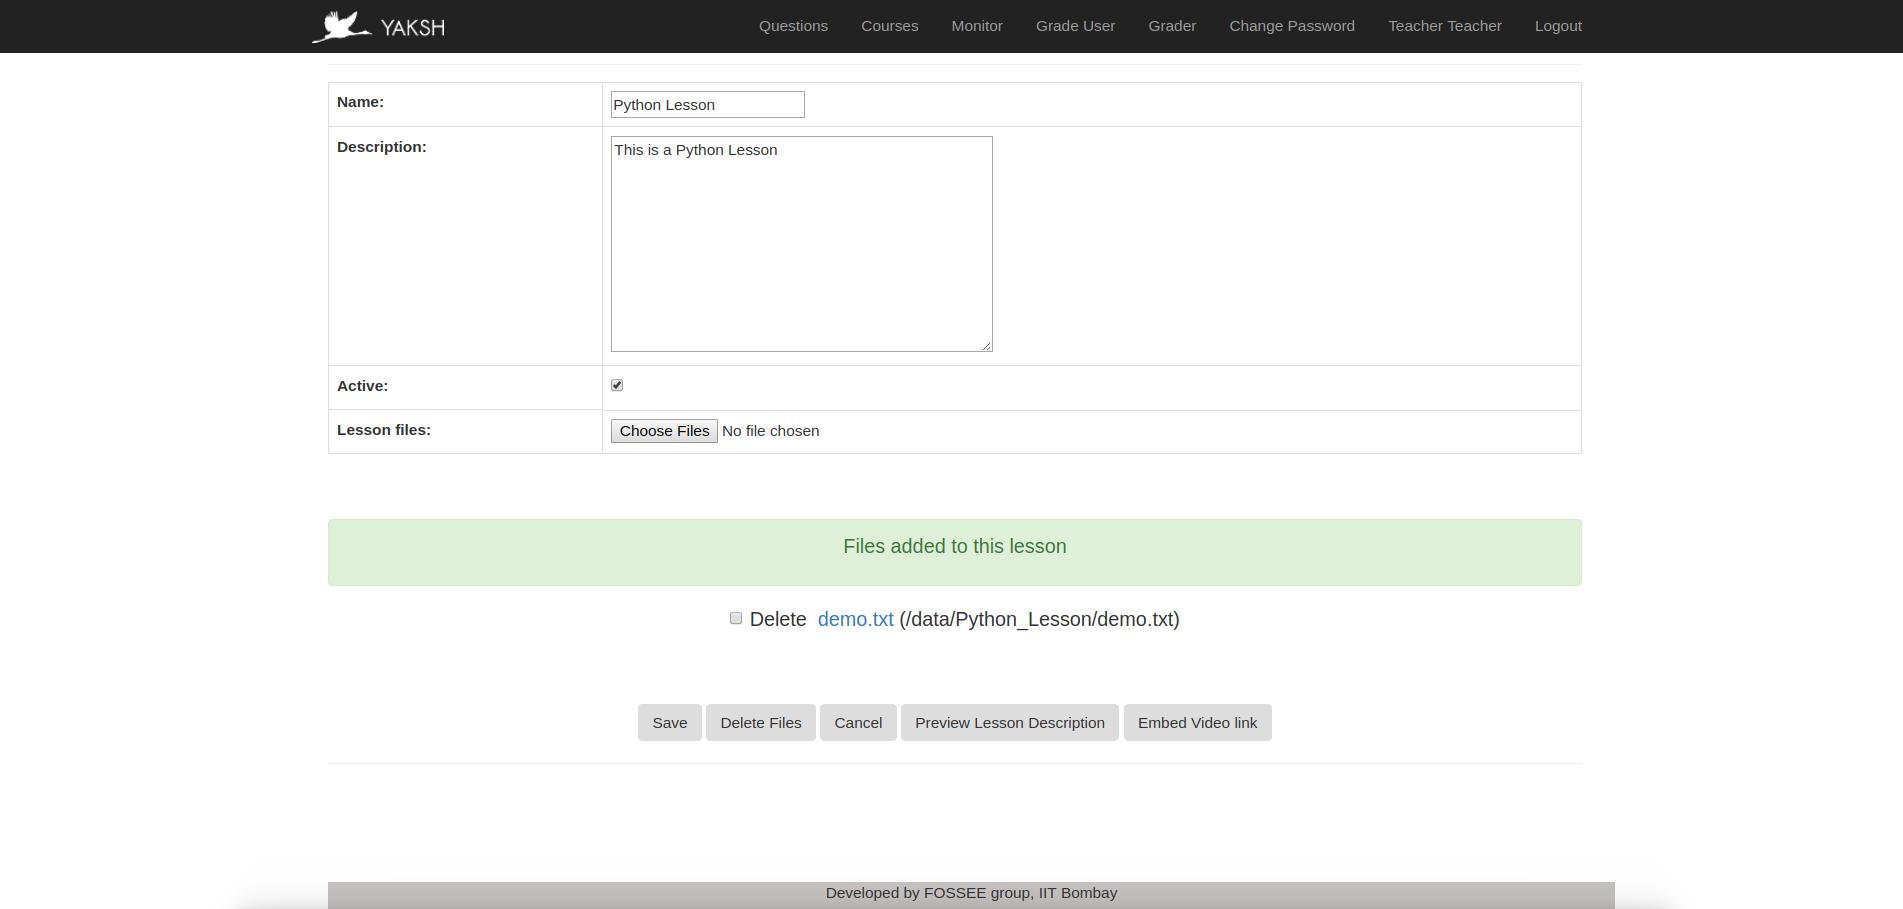 YAKSH Questions Courses Monitor Grade User Grader Change Password Teacher Teacher Logout
Name: Python Lesson
Description: This is a Python Lesson
Active:
Lesson files: Choose Files No file chosen
Files added to this lesson
Delete demo.txt (/data/Python_Lesson/demo.txt)
Save Delete Files Cancel Preview Lesson Description Embed Video link
Developed by FOSSEE group, IIT Bombay